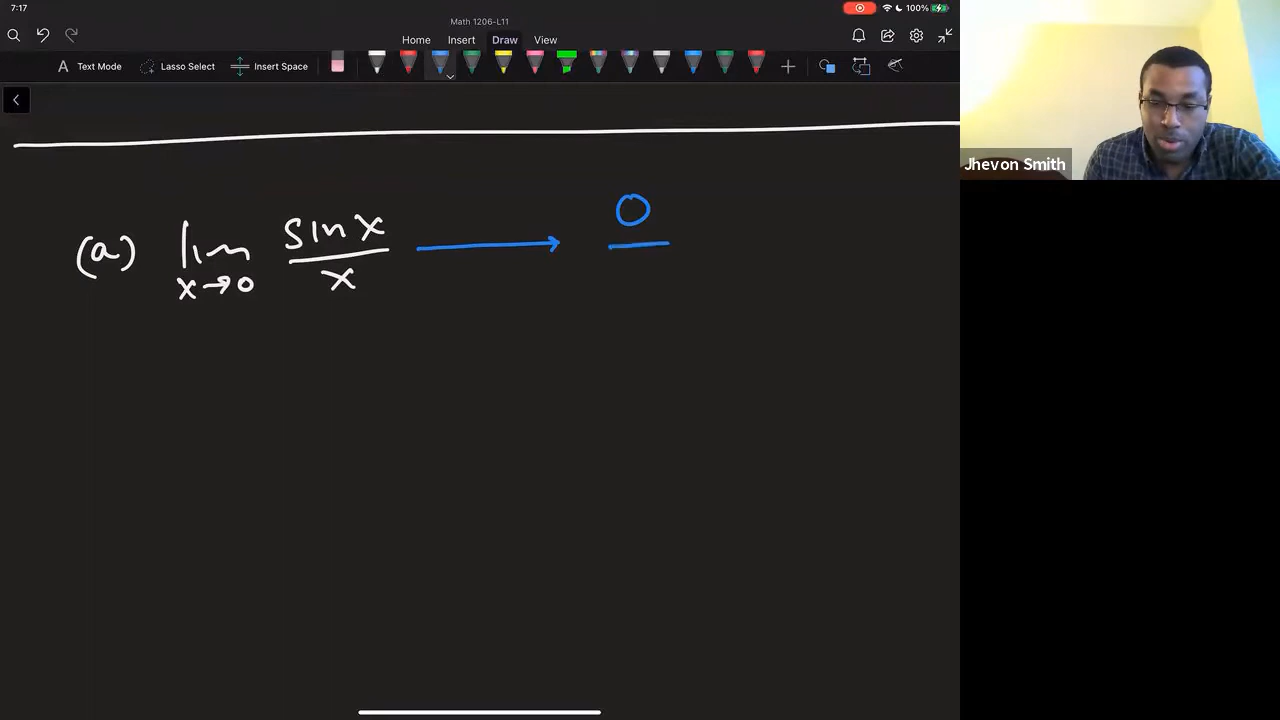 7:17
100%
Math 1206-L11
Home Insert Draw View
A Text Mode Lasso Select Insert Space
(a) lim x→0 sin x / x → 0 /
Jhevon Smith